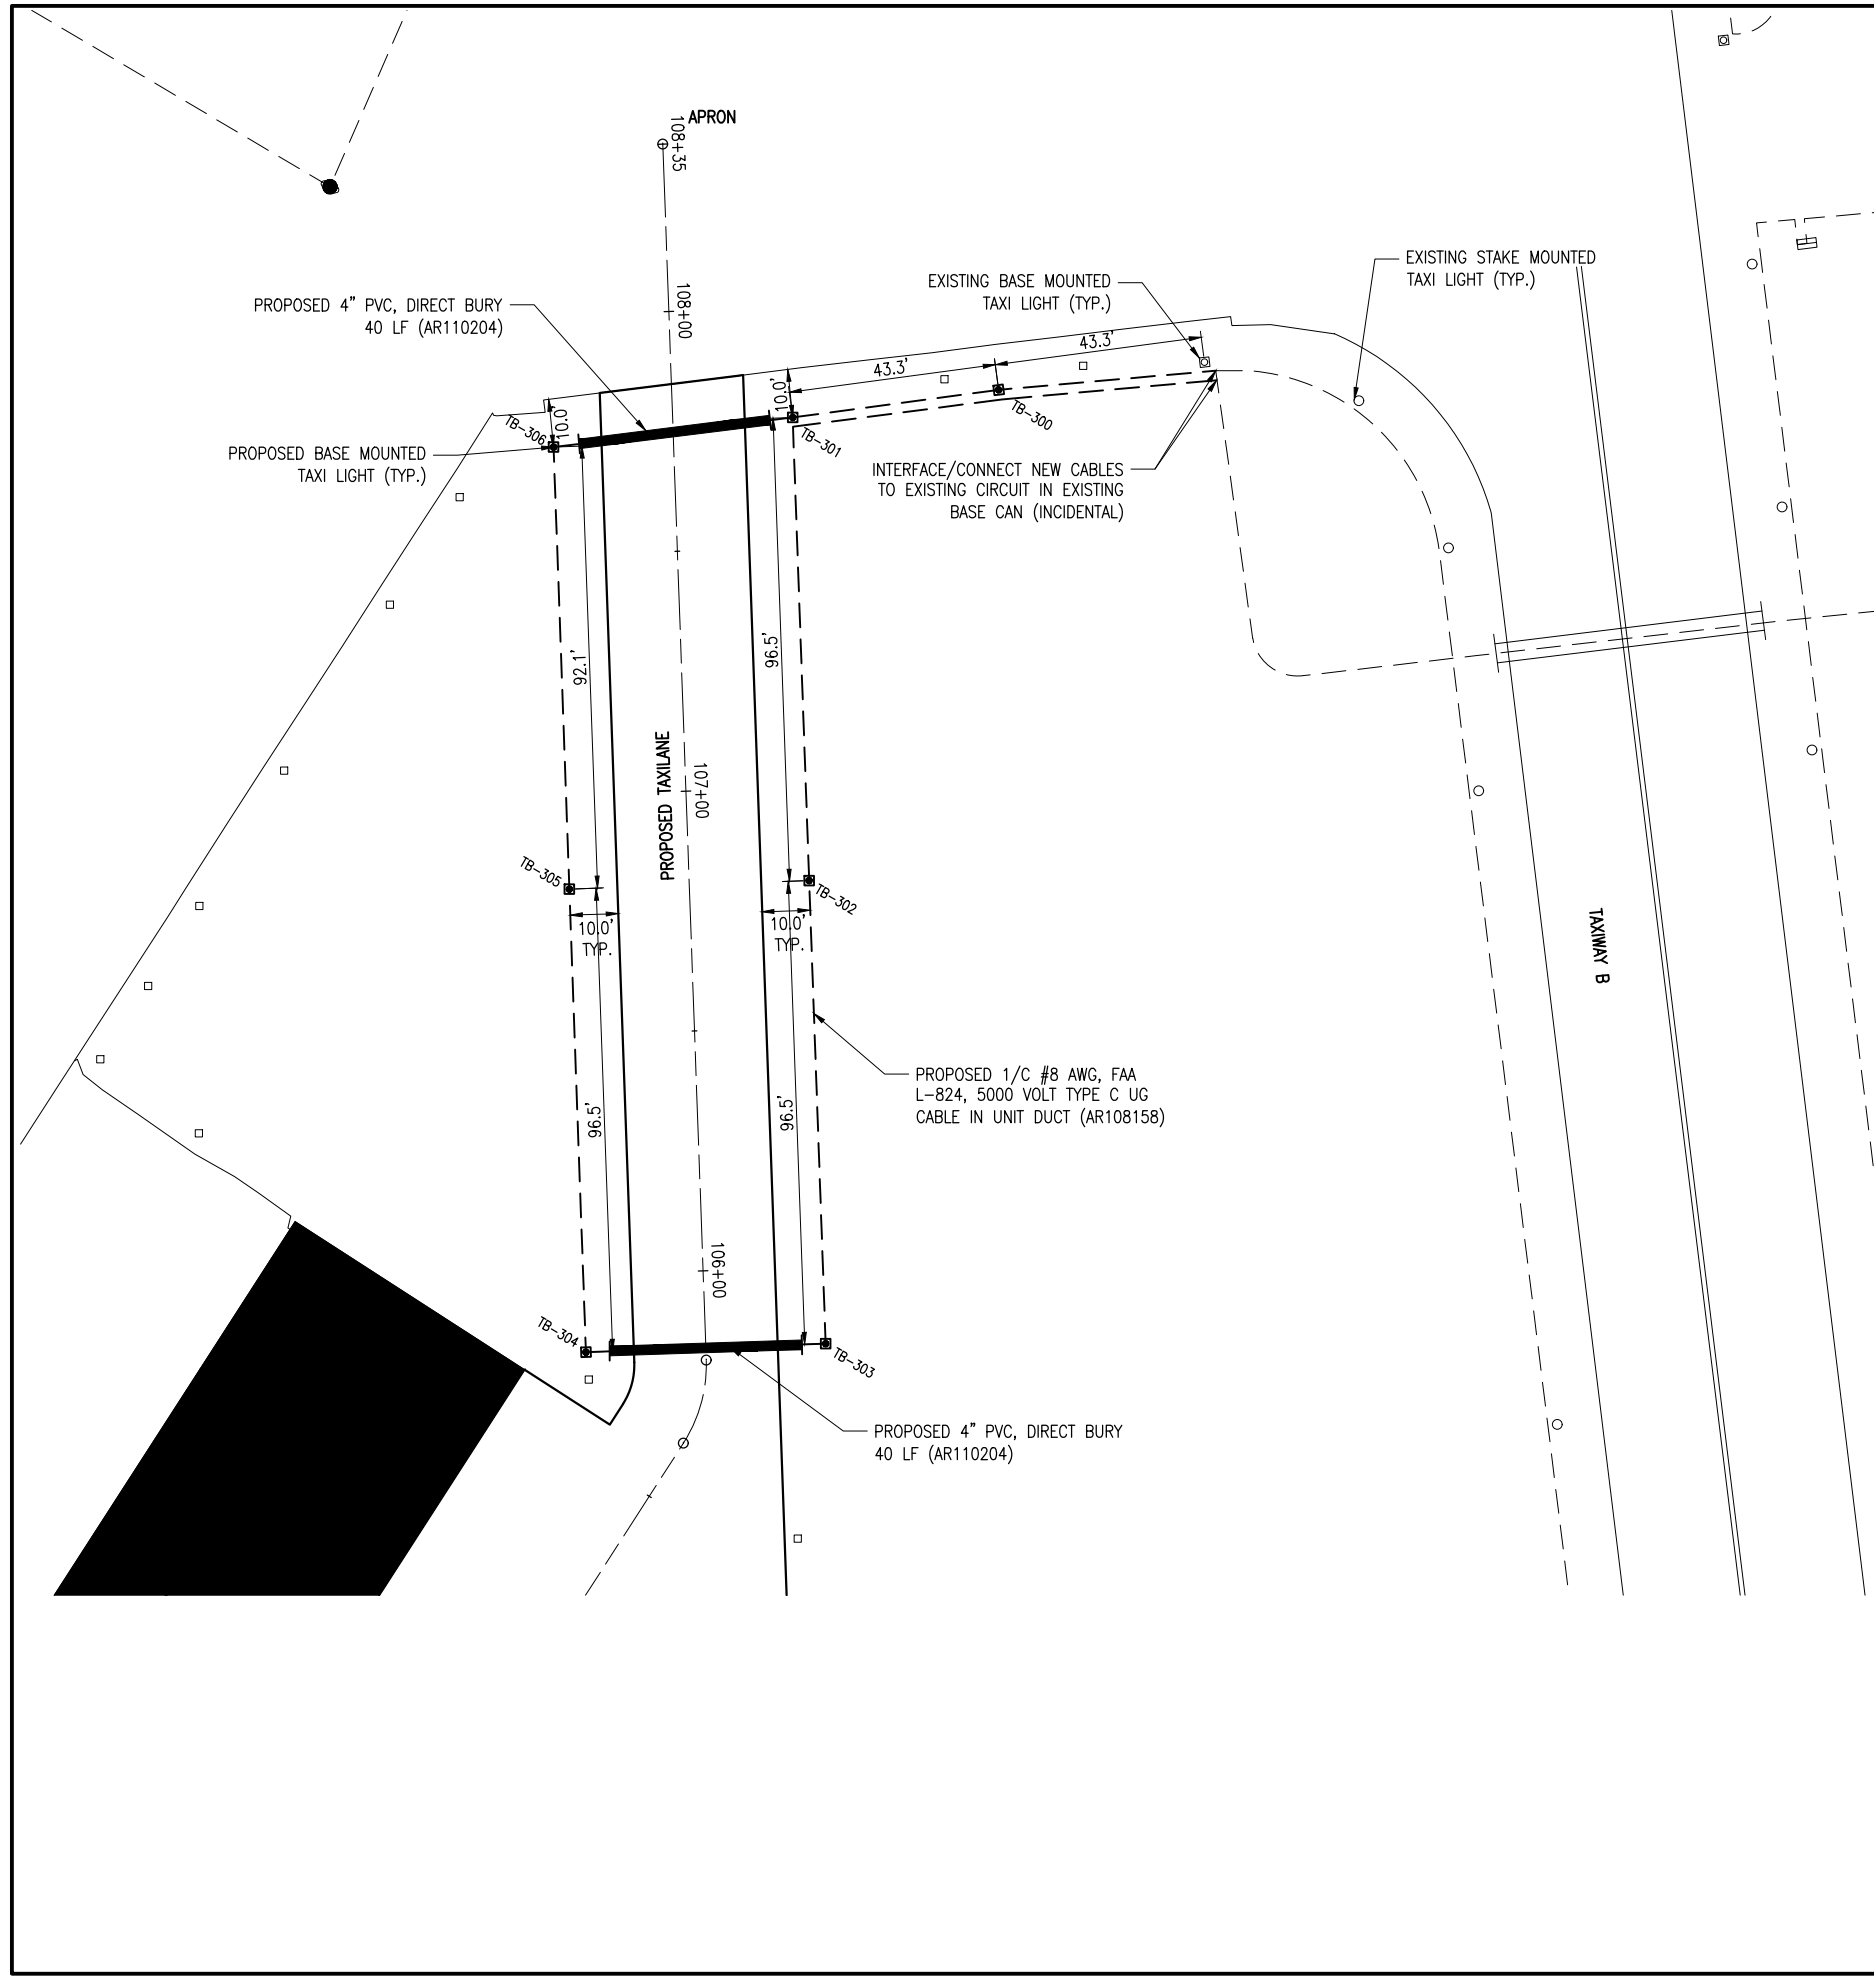 APRON
108+35
108+00
PROPOSED 4" PVC, DIRECT BURY
40 LF (AR110204)
EXISTING BASE MOUNTED
TAXI LIGHT (TYP.)
EXISTING STAKE MOUNTED
TAXI LIGHT (TYP.)
43.3'
43.3'
10.0'
10.0'
TB-306
TB-301
TB-300
PROPOSED BASE MOUNTED
TAXI LIGHT (TYP.)
INTERFACE/CONNECT NEW CABLES
TO EXISTING CIRCUIT IN EXISTING
BASE CAN (INCIDENTAL)
92.1'
96.5'
PROPOSED TAXILANE
107+00
TB-305
TB-302
10.0'
TYP.
10.0'
TYP.
TAXIWAY B
PROPOSED 1/C #8 AWG, FAA
L-824, 5000 VOLT TYPE C UG
CABLE IN UNIT DUCT (AR108158)
96.5'
96.5'
106+00
TB-304
TB-303
PROPOSED 4" PVC, DIRECT BURY
40 LF (AR110204)